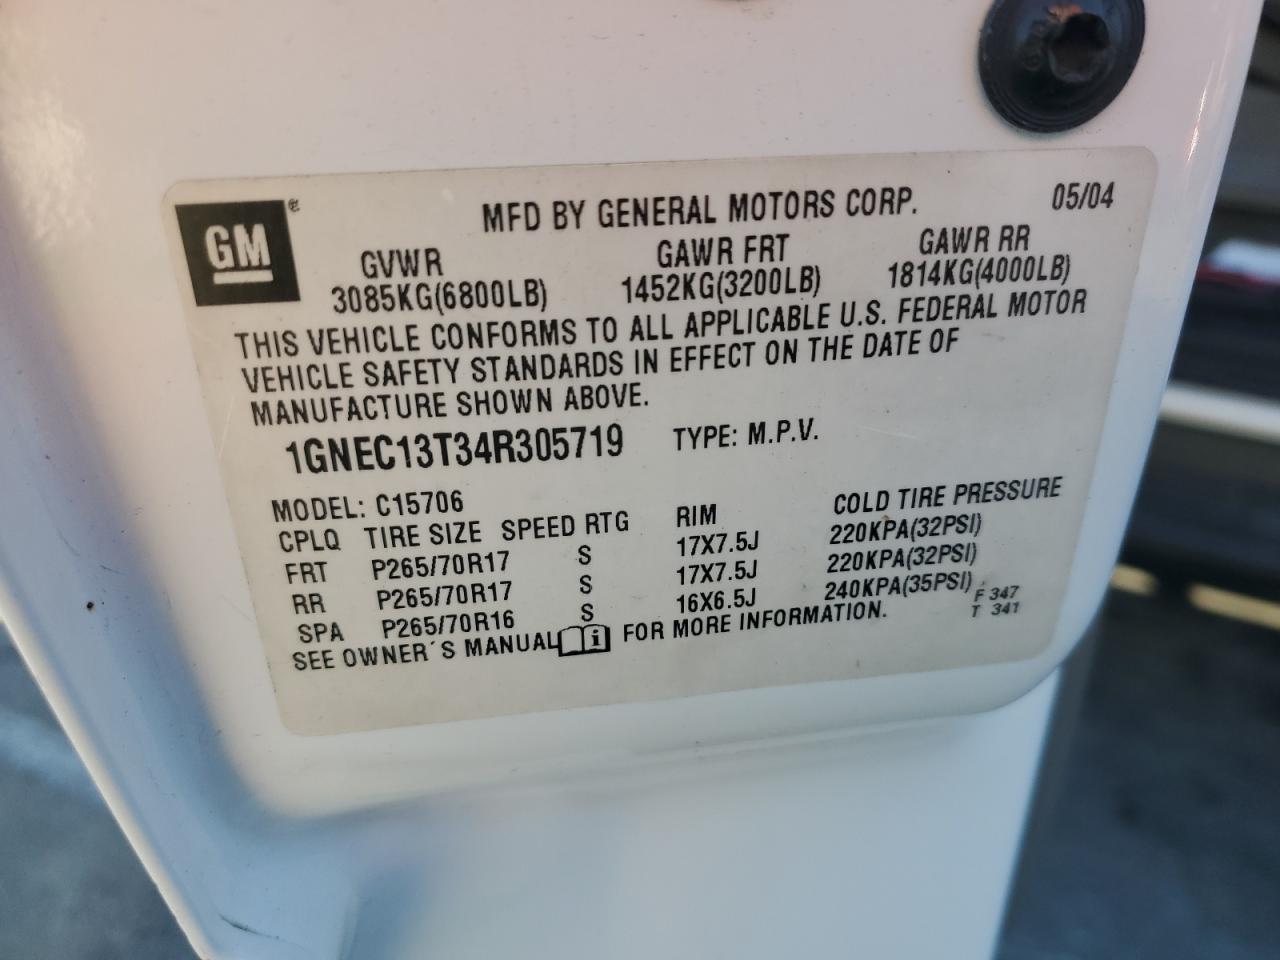 GM
MFD BY GENERAL MOTORS CORP. 05/04
GVWR GAWR FRT GAWR RR
3085KG(6800LB) 1452KG(3200LB) 1814KG(4000LB)
THIS VEHICLE CONFORMS TO ALL APPLICABLE U.S. FEDERAL MOTOR
VEHICLE SAFETY STANDARDS IN EFFECT ON THE DATE OF
MANUFACTURE SHOWN ABOVE.
1GNEC13T34R305719 TYPE: M.P.V.
MODEL: C15706
CPLQ TIRE SIZE SPEED RTG RIM COLD TIRE PRESSURE
FRT P265/70R17 S 17X7.5J 220KPA(32PSI)
RR P265/70R17 S 17X7.5J 220KPA(32PSI)
SPA P265/70R16 S 16X6.5J 240KPA(35PSI)
SEE OWNER´S MANUAL i FOR MORE INFORMATION.
F 347
T 341